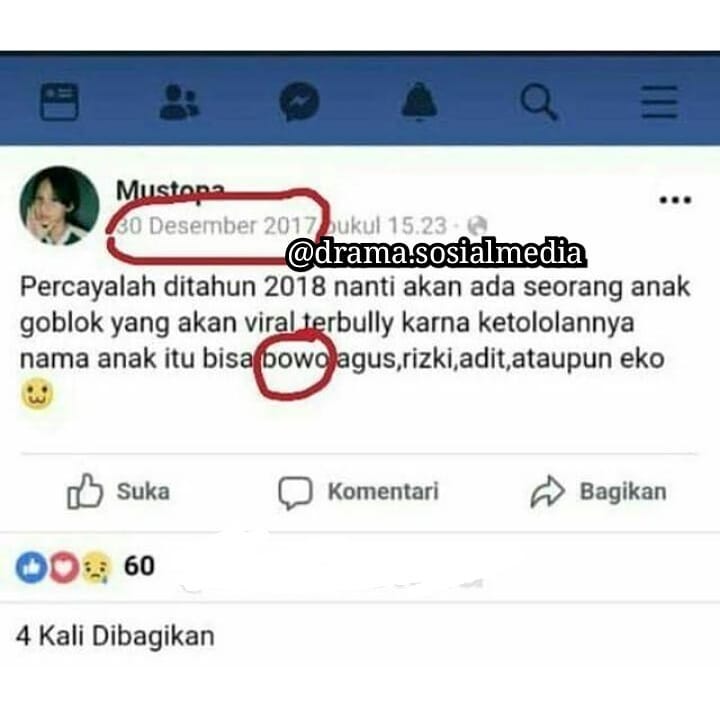 Mustopa
30 Desember 2017 pukul 15.23 ·
@drama.sosialmedia
Percayalah ditahun 2018 nanti akan ada seorang anak
goblok yang akan viral terbully karna ketololannya
nama anak itu bisa bowo agus,rizki,adit,ataupun eko
Suka
Komentari
Bagikan
60
4 Kali Dibagikan